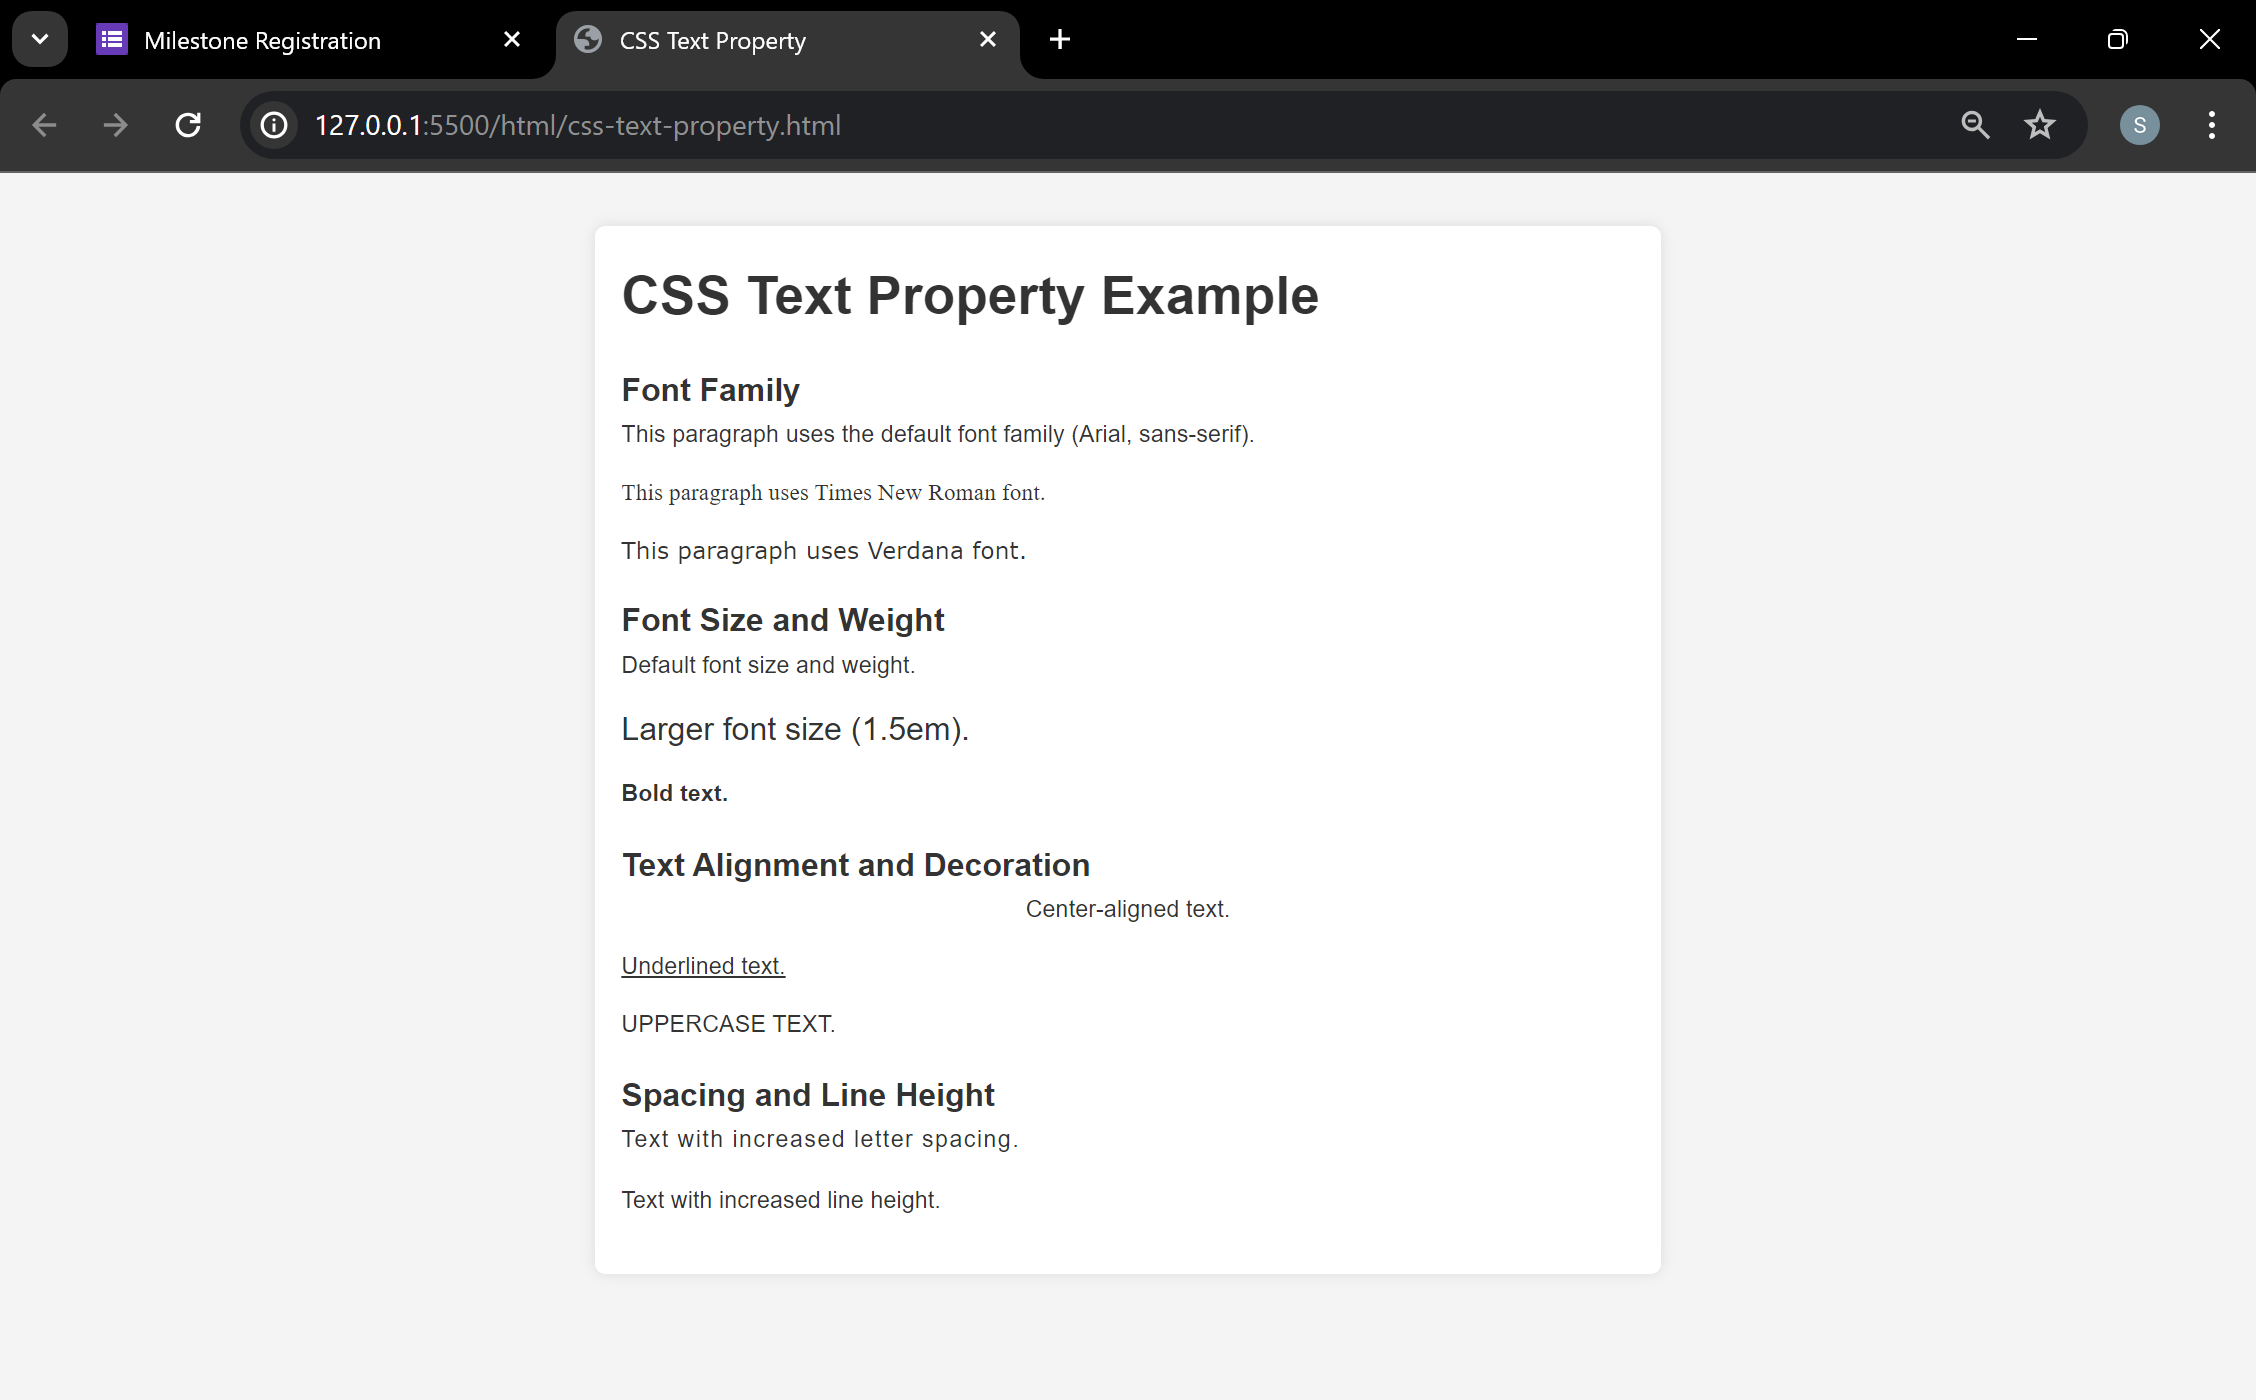 Milestone Registration
CSS Text Property
127.0.0.1:5500/html/css-text-property.html
S
CSS Text Property Example
Font Family
This paragraph uses the default font family (Arial, sans-serif).
This paragraph uses Times New Roman font.
This paragraph uses Verdana font.
Font Size and Weight
Default font size and weight.
Larger font size (1.5em).
Bold text.
Text Alignment and Decoration
Center-aligned text.
Underlined text.
UPPERCASE TEXT.
Spacing and Line Height
Text with increased letter spacing.
Text with increased line height.